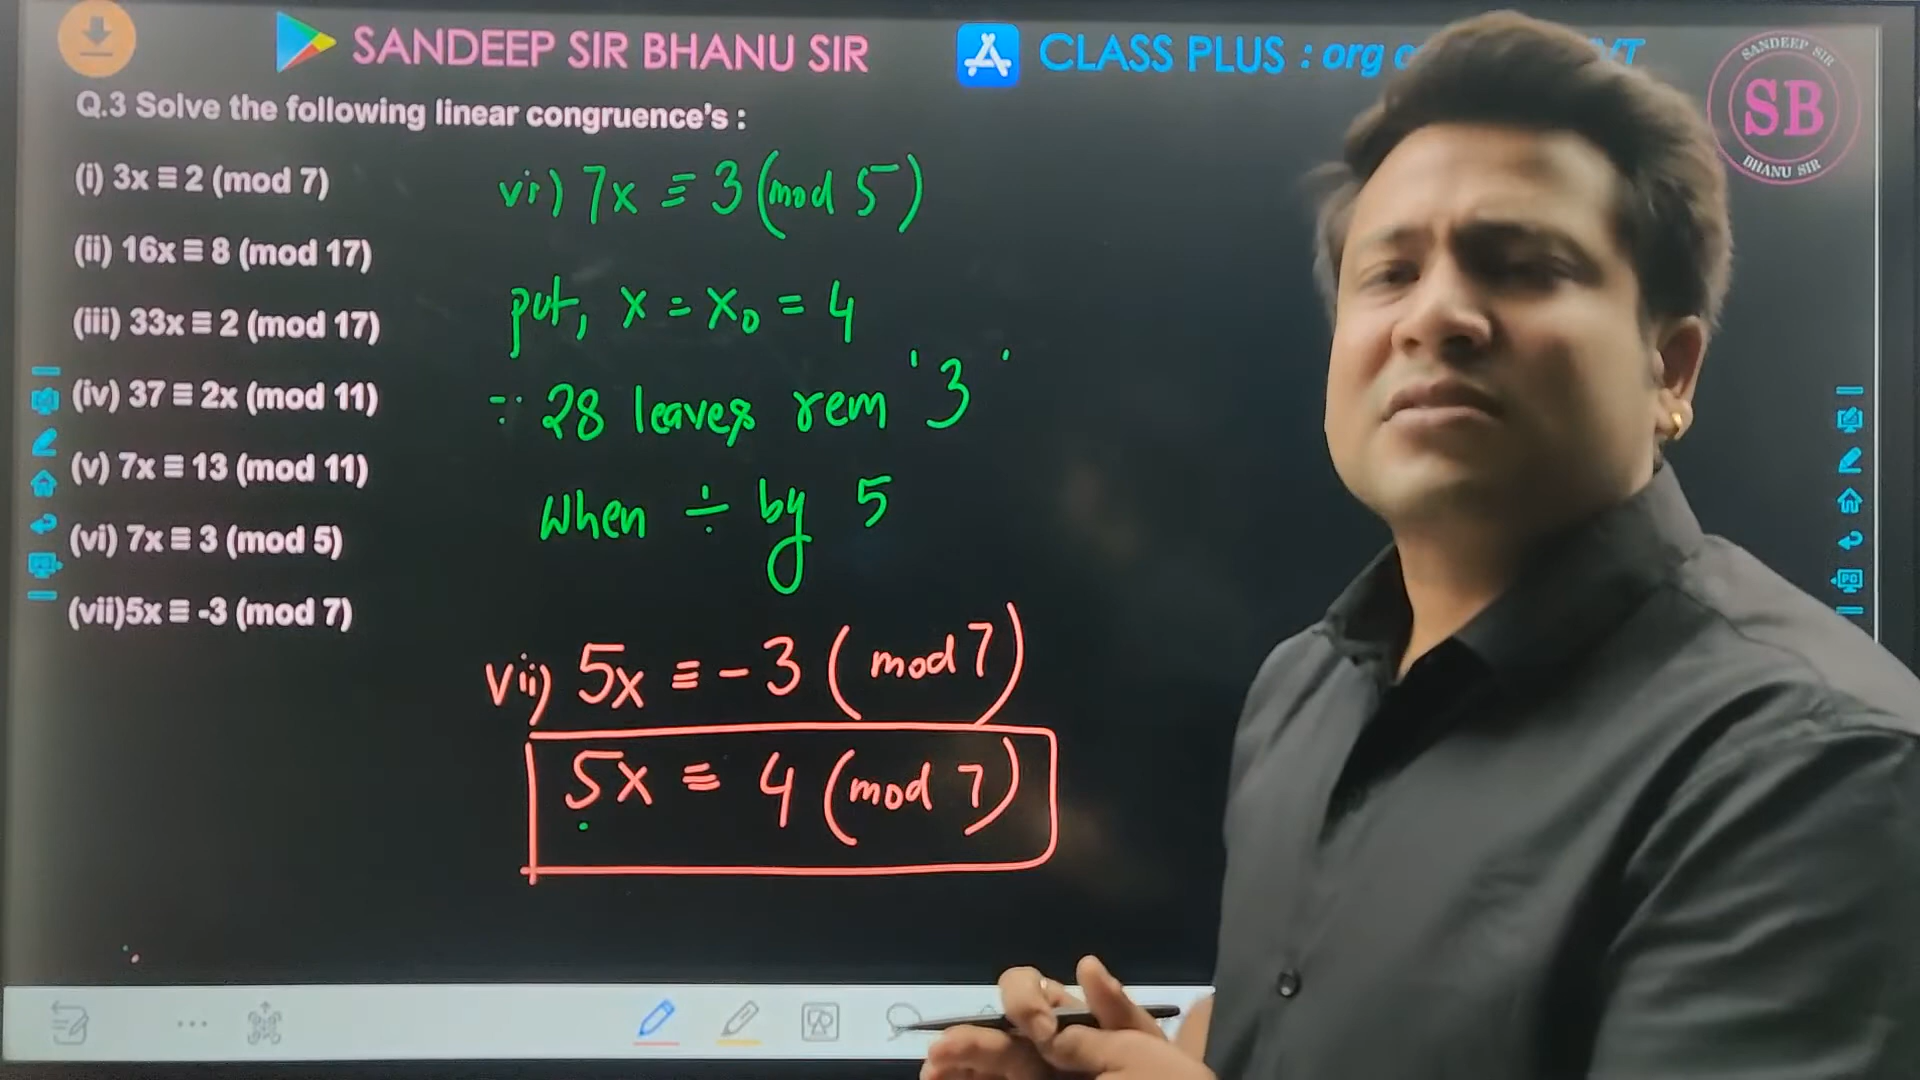 SANDEEP SIR BHANU SIR
CLASS PLUS : org
SANDEEP SIR
SB
BHANU SIR
Q.3 Solve the following linear congruence's :
(i) 3x ≡ 2 (mod 7)
(ii) 16x ≡ 8 (mod 17)
(iii) 33x ≡ 2 (mod 17)
(iv) 37 ≡ 2x (mod 11)
(v) 7x ≡ 13 (mod 11)
(vi) 7x ≡ 3 (mod 5)
(vii)5x ≡ -3 (mod 7)
vi) 7x ≡ 3 (mod 5)
put, x = x₀ = 4
∵ 28 leaves rem '3'
When ÷ by 5
vii) 5x ≡ -3 (mod 7)
5x ≡ 4 (mod 7)